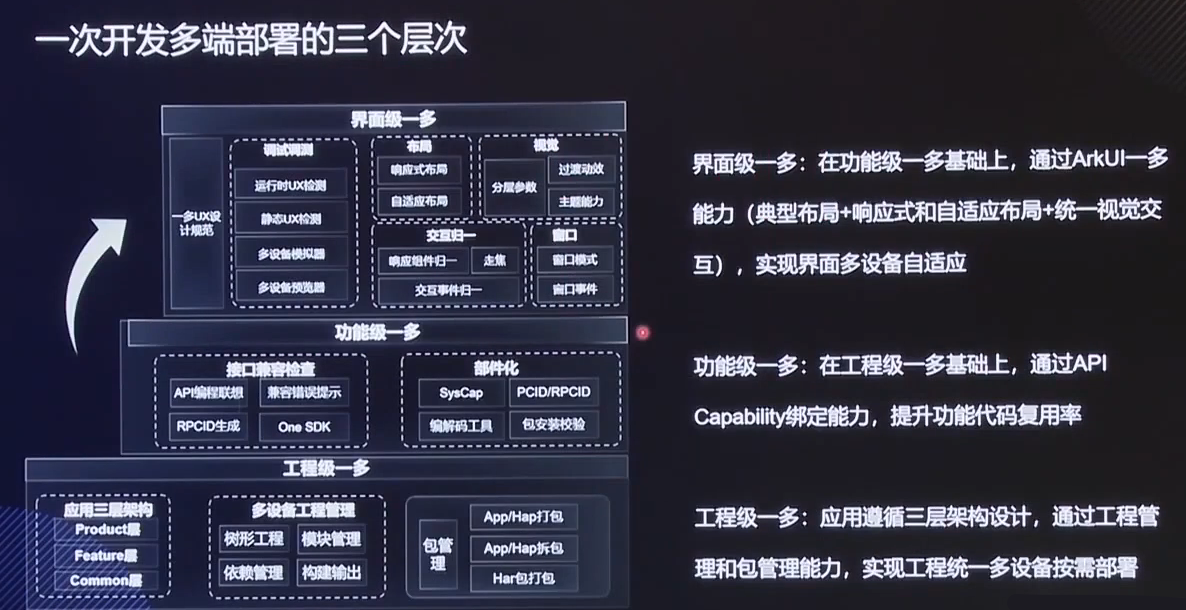 一次开发多端部署的三个层次
界面级一多
一多UX设
计规范
调试调测
运行时UX检测
静态UX检测
多设备模拟器
多设备预览器
布局
响应式布局
自适应布局
视觉
分层参数
过渡动效
主题能力
交互归一
响应组件归一
走焦
交互事件归一
窗口
窗口模式
窗口事件
功能级一多
接口兼容检查
API编程联想
兼容错误提示
RPCID生成
One SDK
部件化
SysCap
PCID/RPCID
编解码工具
包安装校验
工程级一多
应用三层架构
Product层
Feature层
Common层
多设备工程管理
树形工程
模块管理
依赖管理
构建输出
包管
理
App/Hap打包
App/Hap拆包
Har包打包
界面级一多：在功能级一多基础上，通过ArkUI一多
能力（典型布局+响应式和自适应布局+统一视觉交
互），实现界面多设备自适应
功能级一多：在工程级一多基础上，通过API
Capability绑定能力，提升功能代码复用率
工程级一多：应用遵循三层架构设计，通过工程管
理和包管理能力，实现工程统一多设备按需部署